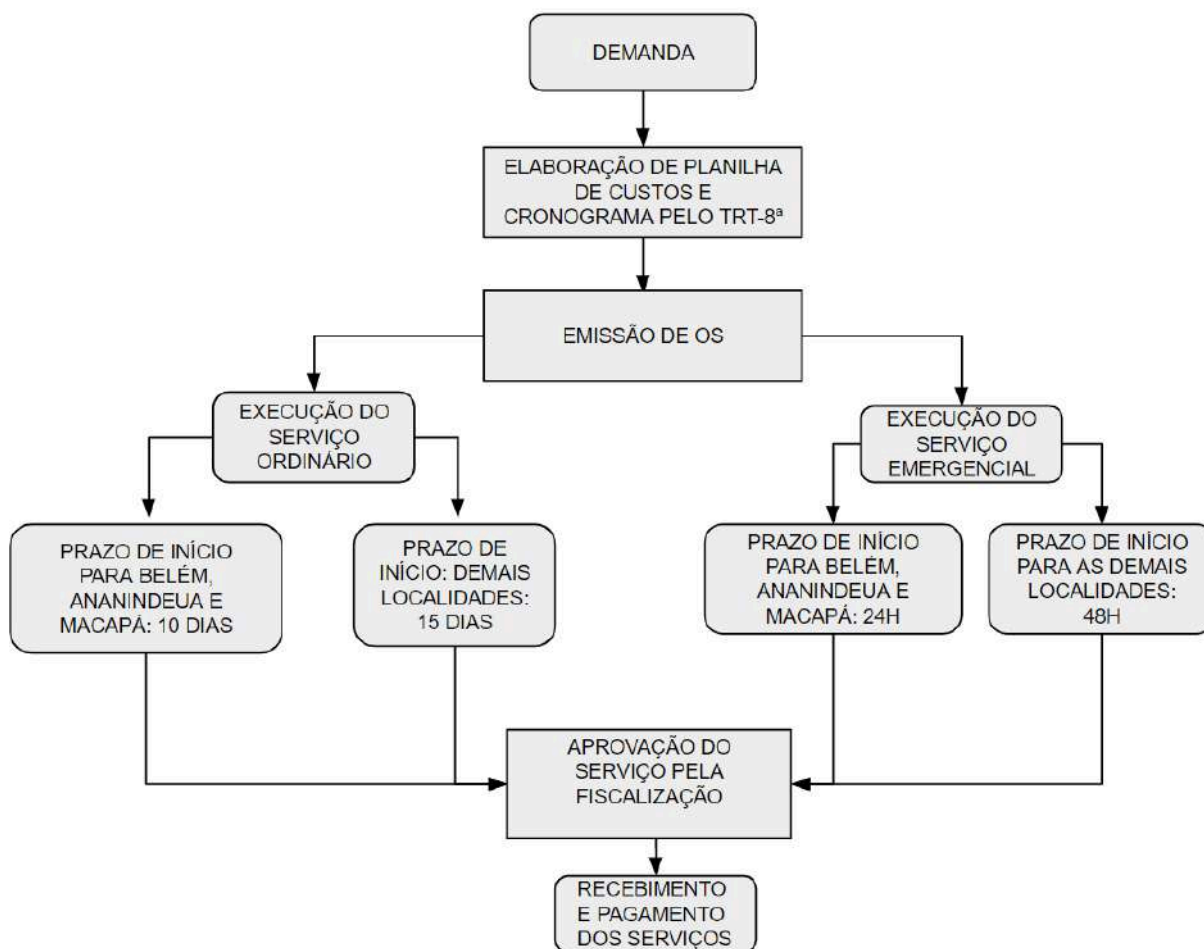 DEMANDA
ELABORAÇÃO DE PLANILHA
DE CUSTOS E
CRONOGRAMA PELO TRT-8ª
EMISSÃO DE OS
EXECUÇÃO DO
SERVIÇO
ORDINÁRIO
EXECUÇÃO DO
SERVIÇO
EMERGENCIAL
PRAZO DE INÍCIO
PARA BELÉM,
ANANINDEUA E
MACAPÁ: 10 DIAS
PRAZO DE
INÍCIO: DEMAIS
LOCALIDADES:
15 DIAS
PRAZO DE INÍCIO
PARA BELÉM,
ANANINDEUA E
MACAPÁ: 24H
PRAZO DE INÍCIO
PARA AS DEMAIS
LOCALIDADES:
48H
APROVAÇÃO DO
SERVIÇO PELA
FISCALIZAÇÃO
RECEBIMENTO
E PAGAMENTO
DOS SERVIÇOS